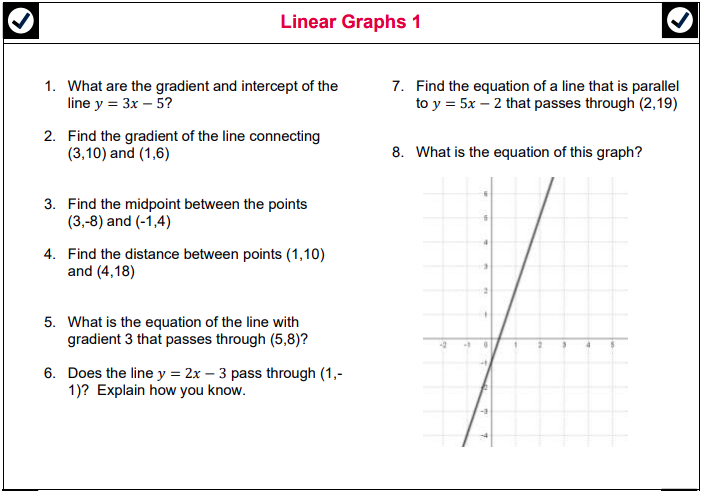 Linear Graphs 1
1. What are the gradient and intercept of the
line y = 3x – 5?
2. Find the gradient of the line connecting
(3,10) and (1,6)
3. Find the midpoint between the points
(3,-8) and (-1,4)
4. Find the distance between points (1,10)
and (4,18)
5. What is the equation of the line with
gradient 3 that passes through (5,8)?
6. Does the line y = 2x – 3 pass through (1,-
1)? Explain how you know.
7. Find the equation of a line that is parallel
to y = 5x – 2 that passes through (2,19)
8. What is the equation of this graph?
6
5
4
3
2
1
-2 -1 0 1 2 3 4 5
-1
-2
-3
-4